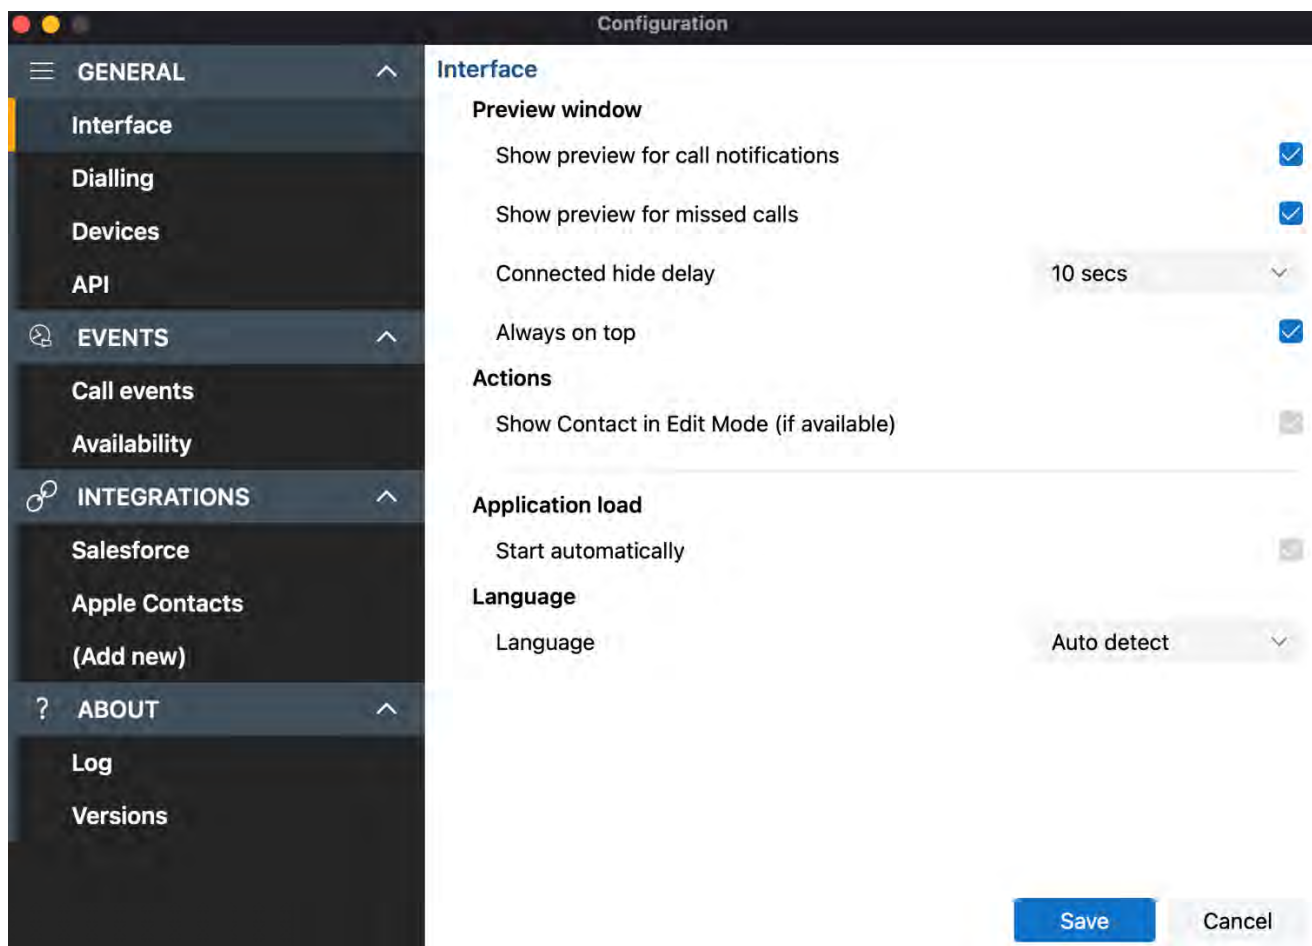 Configuration
GENERAL
Interface
Dialling
Devices
API
EVENTS
Call events
Availability
INTEGRATIONS
Salesforce
Apple Contacts
(Add new)
? ABOUT
Log
Versions
Interface
Preview window
Show preview for call notifications
Show preview for missed calls
Connected hide delay 10 secs
Always on top
Actions
Show Contact in Edit Mode (if available)
Application load
Start automatically
Language
Language Auto detect
Save Cancel